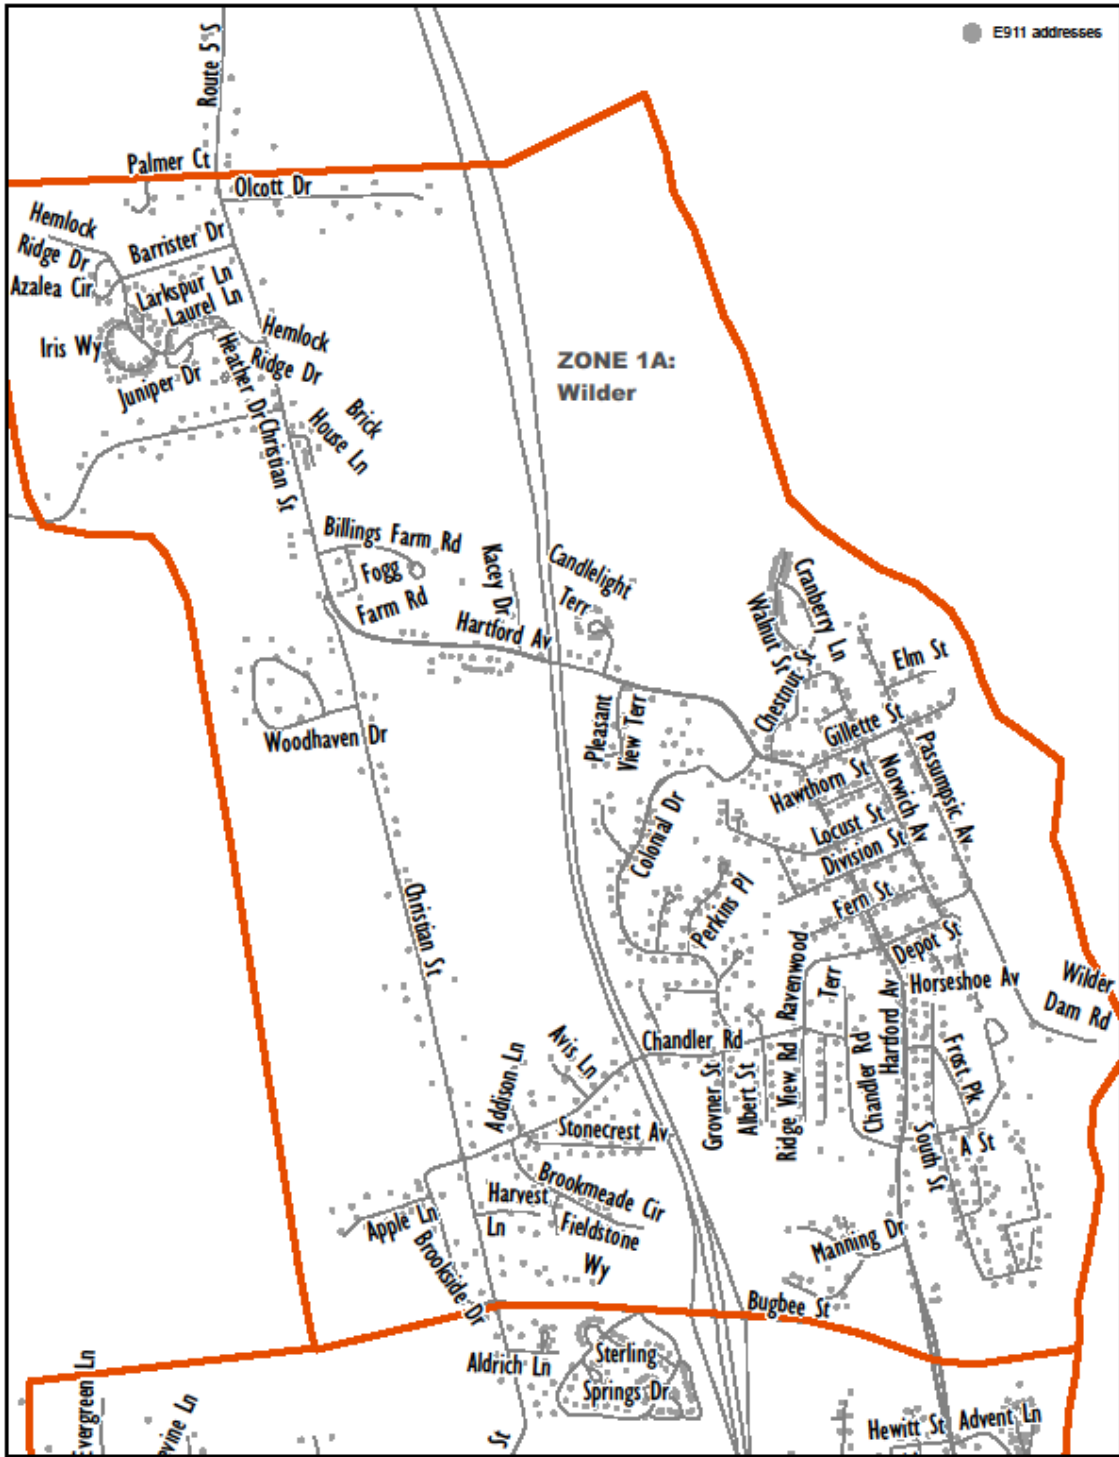 E911 addresses
Route 5 S
Palmer Ct
Olcott Dr
Hemlock
Ridge Dr
Barrister Dr
Azalea Cir
Larkspur Ln
Laurel Ln
Iris Wy
Hemlock
Ridge Dr
Juniper Dr
Heather Dr
ZONE 1A:
Wilder
Brick
House Ln
Christian St
Billings Farm Rd
Fogg
Farm Rd
Kacey Dr
Candlelight
Terr
Hartford Av
Cranberry Ln
Walnut St
Chestnut St
Elm St
Pleasant
View Terr
Gillette St
Woodhaven Dr
Hawthorn St
Norwich Av
Passumpsic Av
Colonial Dr
Locust St
Division St
Christian St
Perkins Pl
Fern St
Depot St
Ravenwood
Terr
Horseshoe Av
Wilder
Dam Rd
Hartford Av
Chandler Rd
Avis Ln
Addison Ln
Frost Pk
Grovner St
Albert St
Ridge View Rd
Chandler Rd
Stonecrest Av
South St
A St
Brookmeade Cir
Harvest
Ln
Fieldstone
Wy
Apple Ln
Brookside Dr
Manning Dr
Bugbee St
Aldrich Ln
Sterling
Springs Dr
Evergreen Ln
evine Ln
St
Hewitt St
Advent Ln